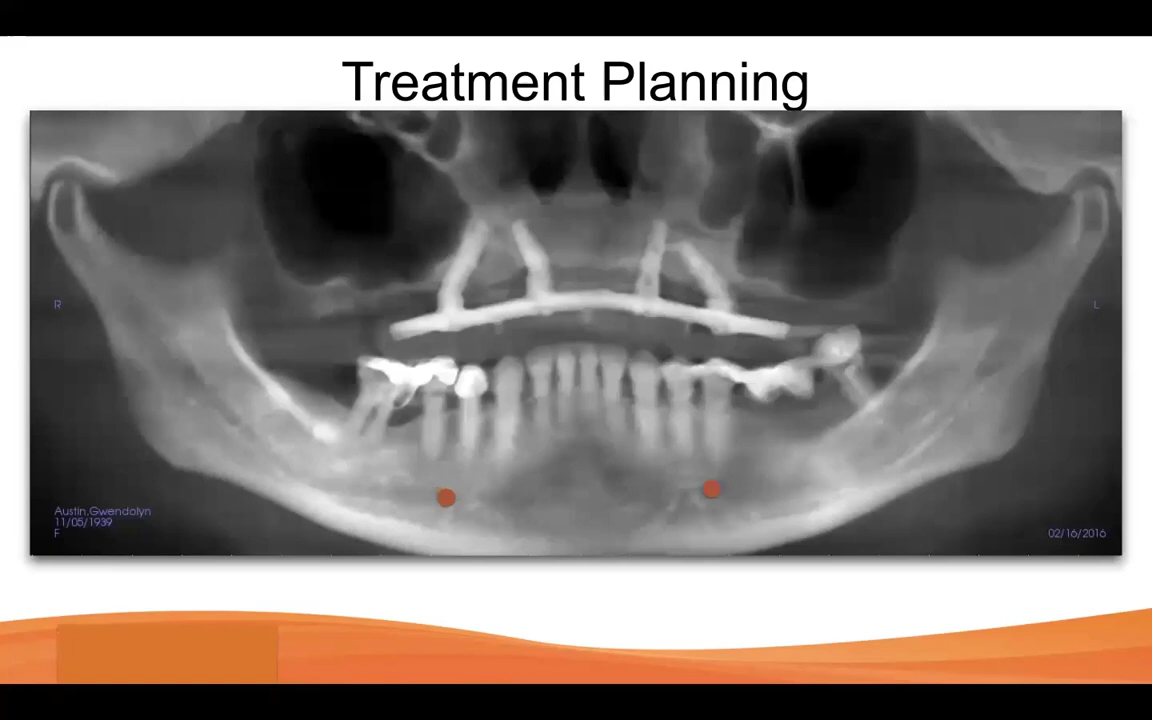 Treatment Planning
R
L
Austin.Gwendolyn
11/05/1939
F
02/16/2016